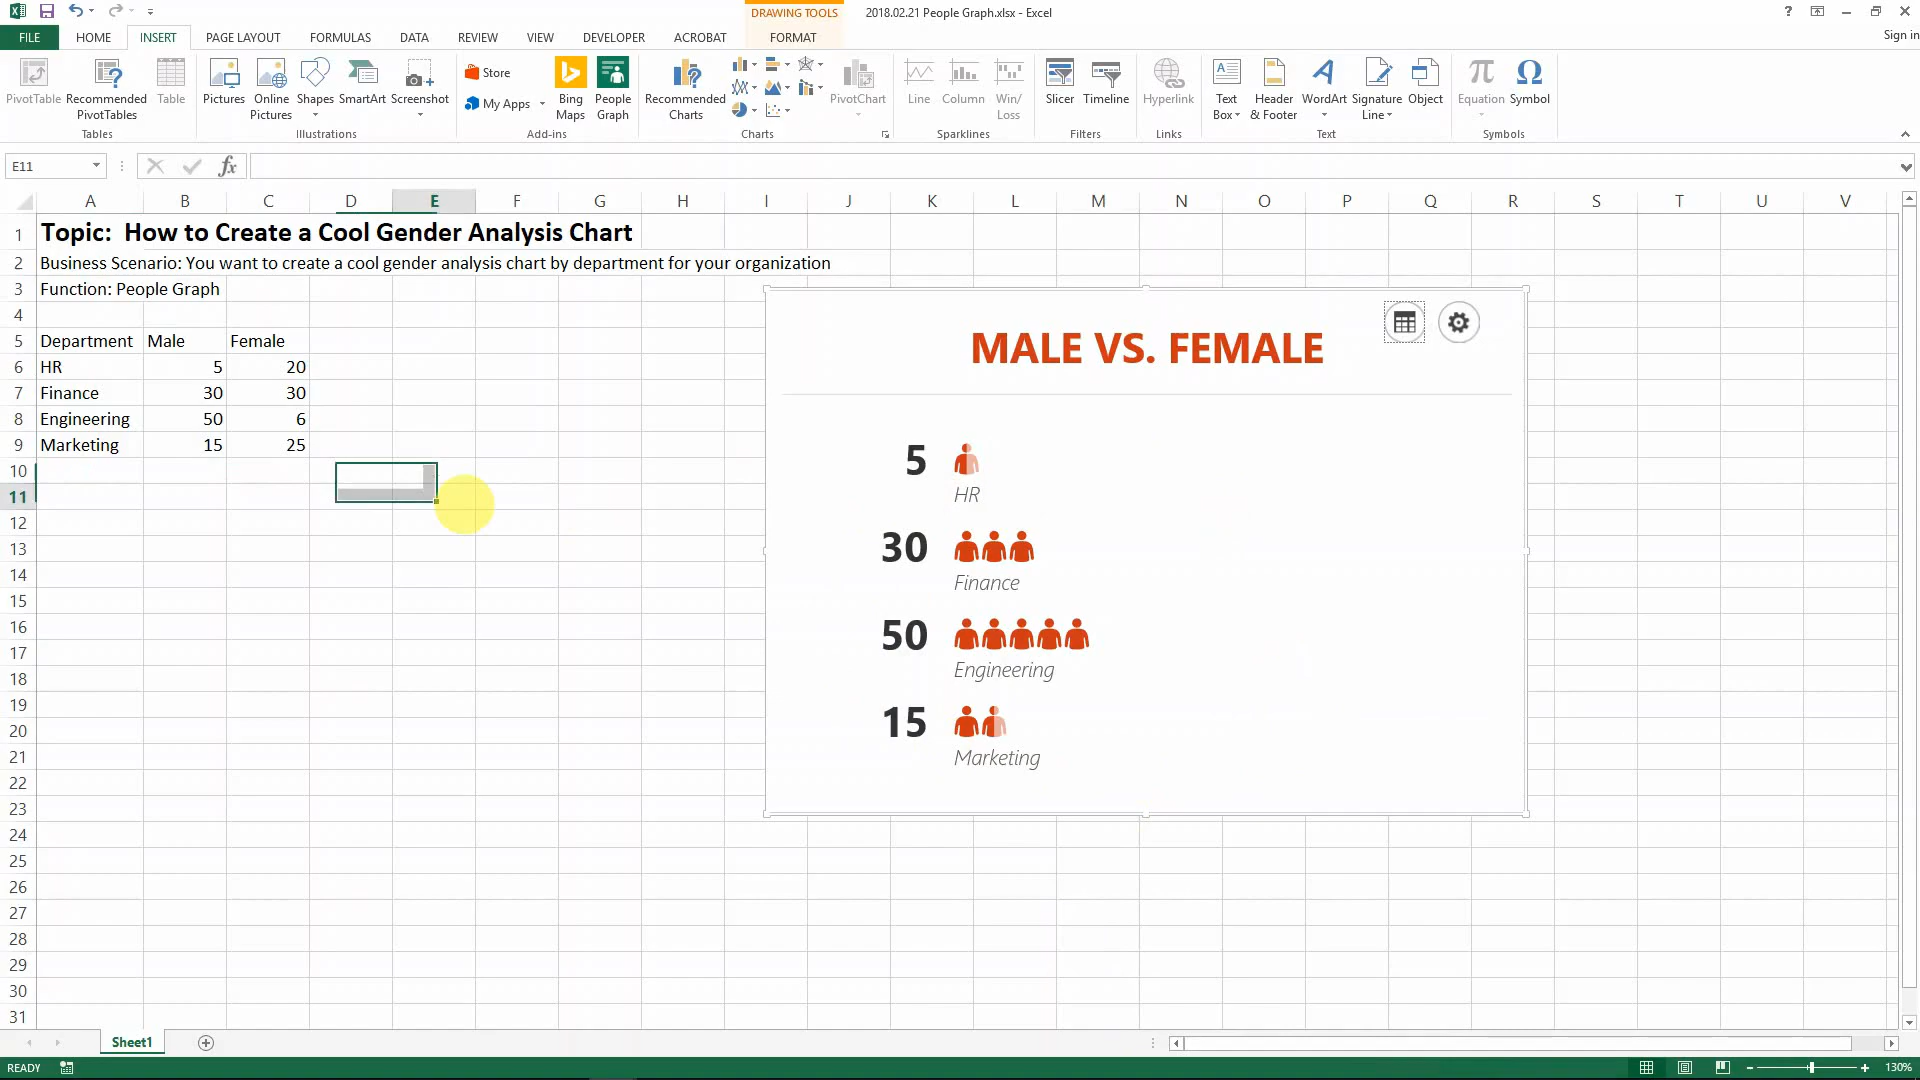 DRAWING TOOLS
2018.02.21 People Graph.xlsx - Excel
?
FILE HOME INSERT PAGE LAYOUT FORMULAS DATA REVIEW VIEW DEVELOPER ACROBAT FORMAT
Sign in
PivotTable
Recommended
PivotTables
Table
Tables
Pictures
Online
Pictures
Shapes
SmartArt
Screenshot
Illustrations
Store
My Apps
Bing
Maps
People
Graph
Add-ins
Recommended
Charts
PivotChart
Charts
Line
Column
Win/
Loss
Sparklines
Slicer
Timeline
Filters
Hyperlink
Links
Text
Box
Header
& Footer
WordArt
Signature
Line
Object
Text
π
Equation
Ω
Symbol
Symbols
E11
fx
A B C D E F G H I J K L M N O P Q R S T U V
1 Topic: How to Create a Cool Gender Analysis Chart
2 Business Scenario: You want to create a cool gender analysis chart by department for your organization
3 Function: People Graph
4
5 Department Male Female
6 HR 5 20
7 Finance 30 30
8 Engineering 50 6
9 Marketing 15 25
10
11
12
13
14
15
16
17
18
19
20
21
22
23
24
25
26
27
28
29
30
31
MALE VS. FEMALE
5
HR
30
Finance
50
Engineering
15
Marketing
Sheet1
READY
130%